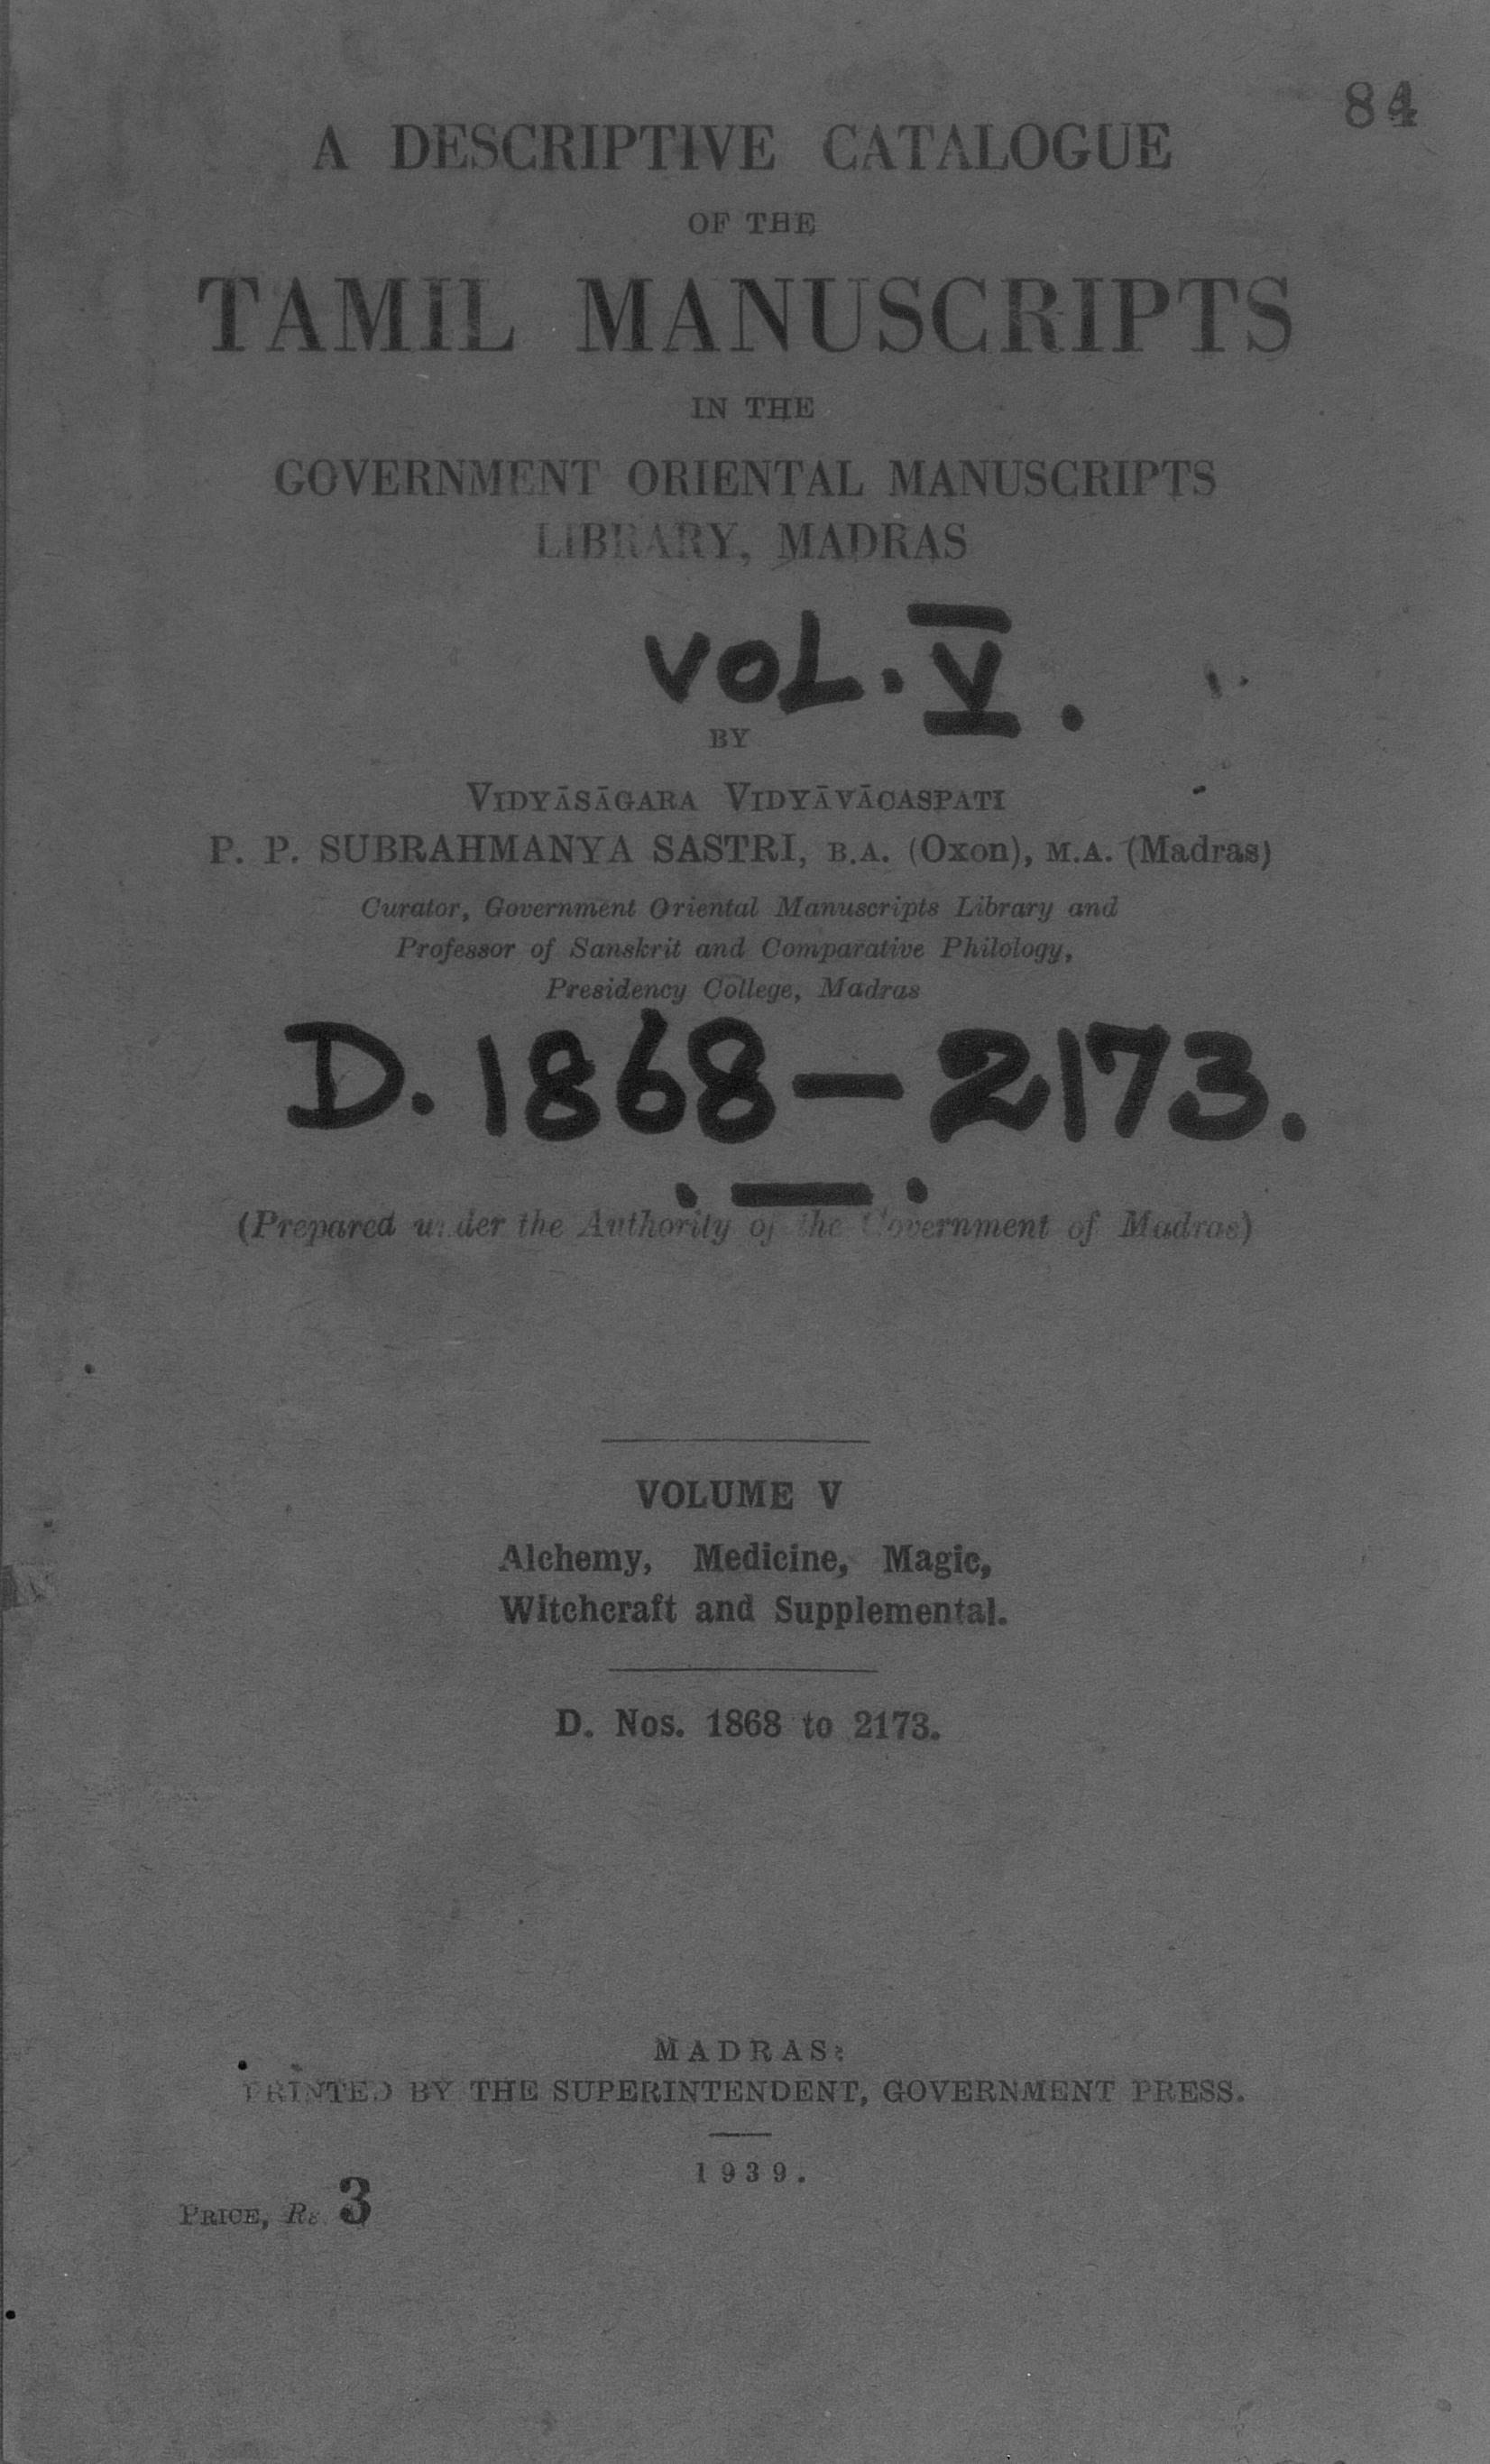 84
A DESCRIPTIVE CATALOGUE
OF THE
TAMIL MANUSCRIPTS
IN THE
GOVERNMENT ORIENTAL MANUSCRIPTS
LIBRARY, MADRAS
VOL. V.
BY
VIDYĀSĀGARA VIDYĀVĀCASPATI
P. P. SUBRAHMANYA SASTRI, B.A. (Oxon), M.A. (Madras)
Curator, Government Oriental Manuscripts Library and
Professor of Sanskrit and Comparative Philology,
Presidency College, Madras
D. 1868 — 2173.
(Prepared under the Authority of the Government of Madras)
VOLUME V
Alchemy, Medicine, Magic,
Witchcraft and Supplemental.
D. Nos. 1868 to 2173.
MADRAS:
PRINTED BY THE SUPERINTENDENT, GOVERNMENT PRESS.
1939.
PRICE, Rs. 3